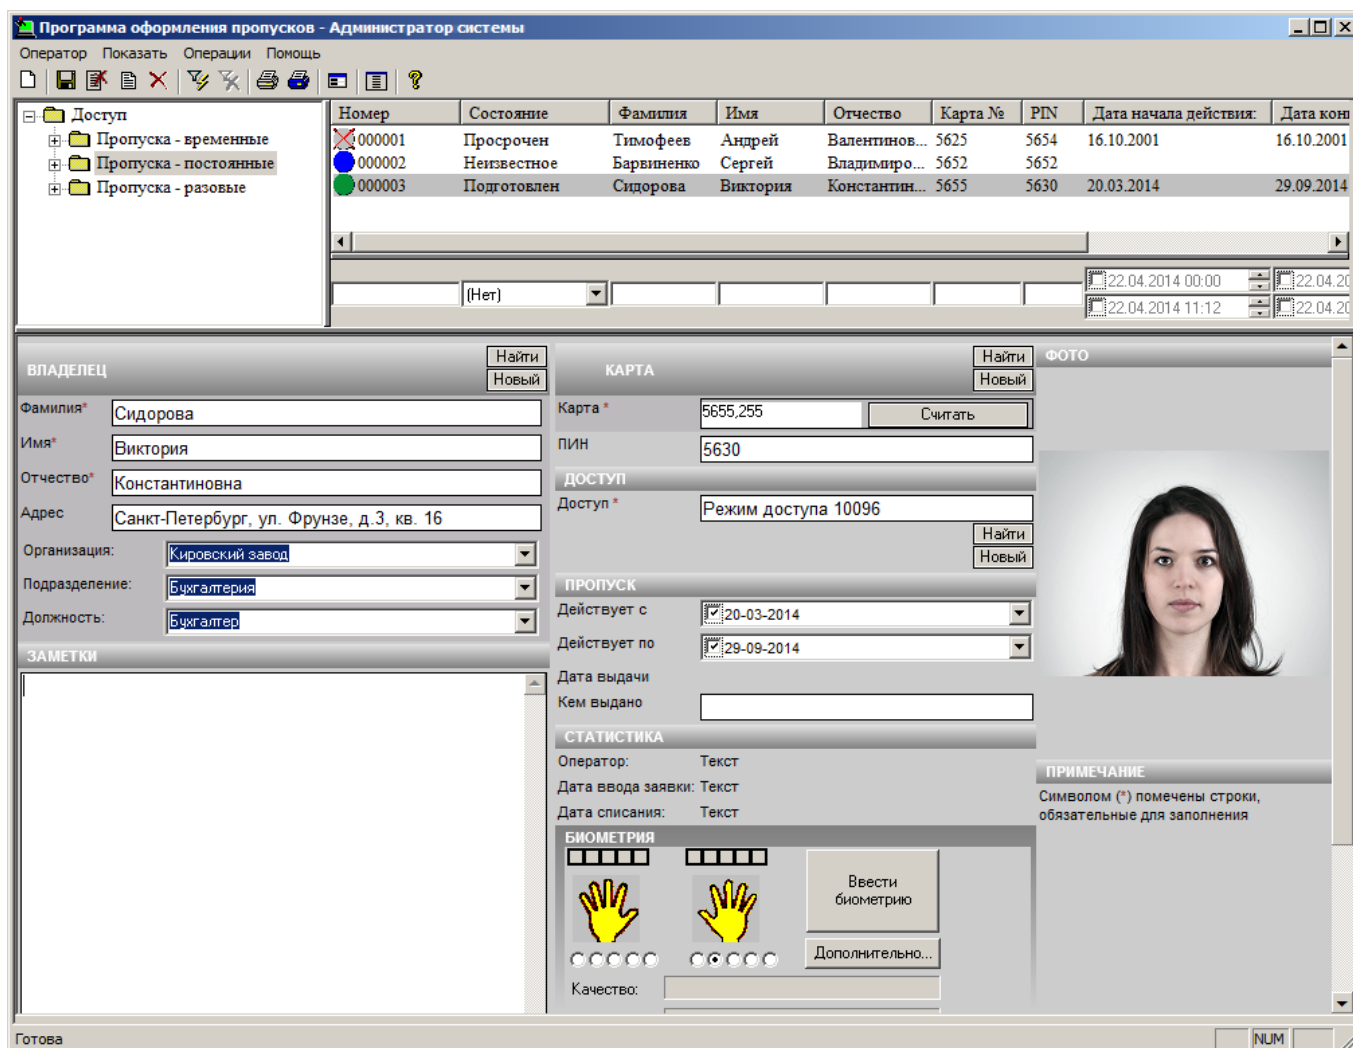 Программа оформления пропусков - Администратор системы
Оператор Показать Операции Помощь
Доступ
Пропуска - временные
Пропуска - постоянные
Пропуска - разовые
Номер Состояние Фамилия Имя Отчество Карта № PIN Дата начала действия: Дата кон
000001 Просрочен Тимофеев Андрей Валентинов... 5625 5654 16.10.2001 16.10.2001
000002 Неизвестное Барвиненко Сергей Владимиро... 5652 5652
000003 Подготовлен Сидорова Виктория Константин... 5655 5630 20.03.2014 29.09.2014
(Нет)
22.04.2014 00:00 22.04.20
22.04.2014 11:12 22.04.20
ВЛАДЕЛЕЦ
Найти
Новый
Фамилия* Сидорова
Имя* Виктория
Отчество* Константиновна
Адрес Санкт-Петербург, ул. Фрунзе, д.3, кв. 16
Организация: Кировский завод
Подразделение: Бухгалтерия
Должность: Бухгалтер
ЗАМЕТКИ
КАРТА
Найти
Новый
Карта * 5655,255 Считать
ПИН 5630
ДОСТУП
Доступ * Режим доступа 10096
Найти
Новый
ПРОПУСК
Действует с 20-03-2014
Действует по 29-09-2014
Дата выдачи
Кем выдано
СТАТИСТИКА
Оператор: Текст
Дата ввода заявки: Текст
Дата списания: Текст
БИОМЕТРИЯ
Ввести
биометрию
Дополнительно...
Качество:
ФОТО
ПРИМЕЧАНИЕ
Символом (*) помечены строки,
обязательные для заполнения
Готова NUM